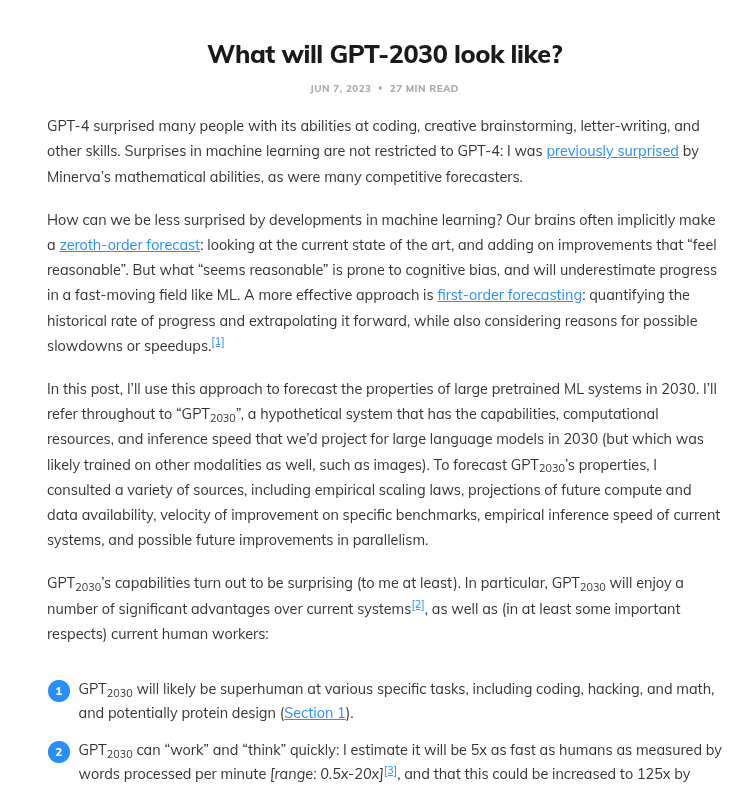 What will GPT-2030 look like?
JUN 7, 2023 • 27 MIN READ
GPT-4 surprised many people with its abilities at coding, creative brainstorming, letter-writing, and
other skills. Surprises in machine learning are not restricted to GPT-4: I was previously surprised by
Minerva’s mathematical abilities, as were many competitive forecasters.
How can we be less surprised by developments in machine learning? Our brains often implicitly make
a zeroth-order forecast: looking at the current state of the art, and adding on improvements that “feel
reasonable”. But what “seems reasonable” is prone to cognitive bias, and will underestimate progress
in a fast-moving field like ML. A more effective approach is first-order forecasting: quantifying the
historical rate of progress and extrapolating it forward, while also considering reasons for possible
slowdowns or speedups.[1]
In this post, I’ll use this approach to forecast the properties of large pretrained ML systems in 2030. I’ll
refer throughout to “GPT2030”, a hypothetical system that has the capabilities, computational
resources, and inference speed that we’d project for large language models in 2030 (but which was
likely trained on other modalities as well, such as images). To forecast GPT2030’s properties, I
consulted a variety of sources, including empirical scaling laws, projections of future compute and
data availability, velocity of improvement on specific benchmarks, empirical inference speed of current
systems, and possible future improvements in parallelism.
GPT2030’s capabilities turn out to be surprising (to me at least). In particular, GPT2030 will enjoy a
number of significant advantages over current systems[2], as well as (in at least some important
respects) current human workers:
1 GPT2030 will likely be superhuman at various specific tasks, including coding, hacking, and math,
and potentially protein design (Section 1).
2 GPT2030 can “work” and “think” quickly: I estimate it will be 5x as fast as humans as measured by
words processed per minute [range: 0.5x-20x][3], and that this could be increased to 125x by